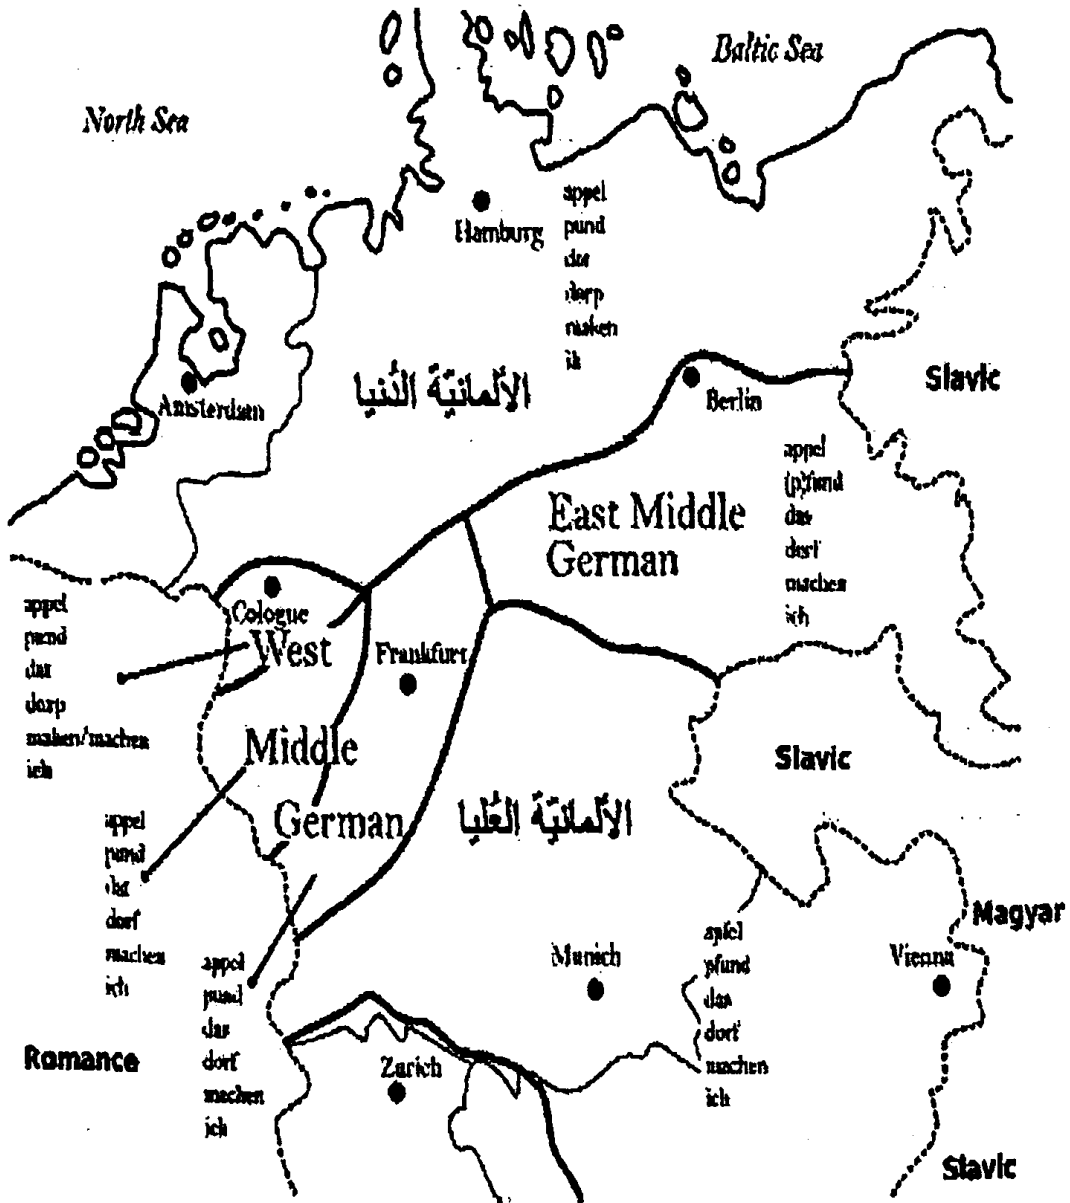 Baltic Sea
North Sea
Hamburg
appel
pund
dat
dorp
maken
ik
Slavic
الألمانيّة الدُنيا
Amsterdam
Berlin
appel
(p)fund
das
dorf
machen
ich
East Middle
German
Cologue
West
Frankfurt
appel
pund
dat
dorp
maken/machen
ich
Middle
Slavic
German
الألمانيّة العُليا
appel
pund
dat
dorf
machen
ich
Magyar
apfel
pfund
das
dorf
machen
ich
Munich
Vienna
appel
pund
das
dorf
machen
ich
Romance
Zurich
Slavic